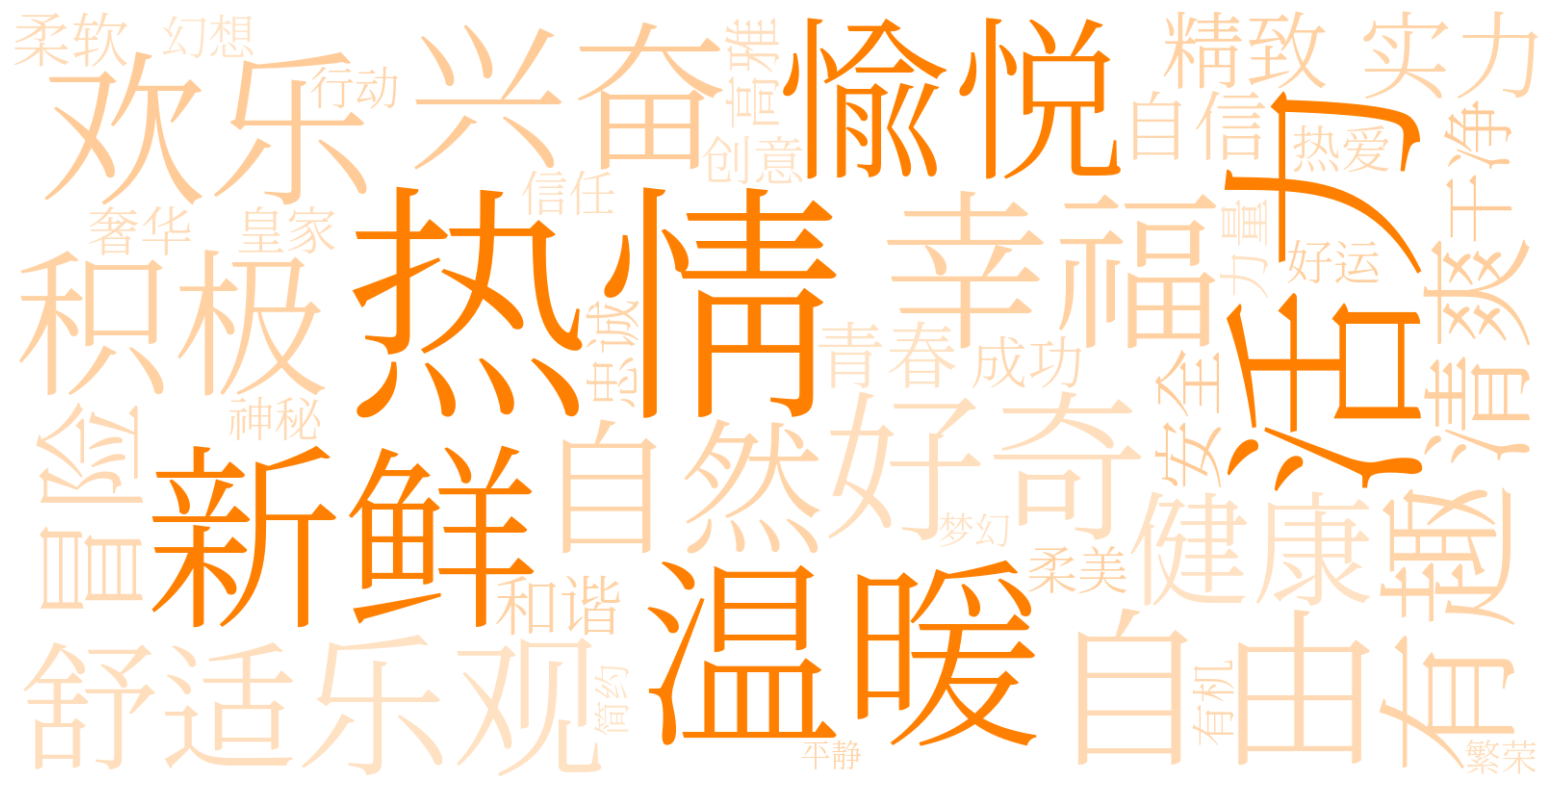 柔软
幻想
欢乐
行动
兴奋
高雅
愉悦
精致
实力
创意
自信
热爱
干净
活力
信任
奢华
皇家
热情
幸福
力量
好运
清爽
积极
忠诚
青春
成功
安全
神秘
冒险
新鲜
自然
好奇
梦幻
健康
有趣
和谐
柔美
温暖
舒适
乐观
简约
自由
有机
平静
繁荣